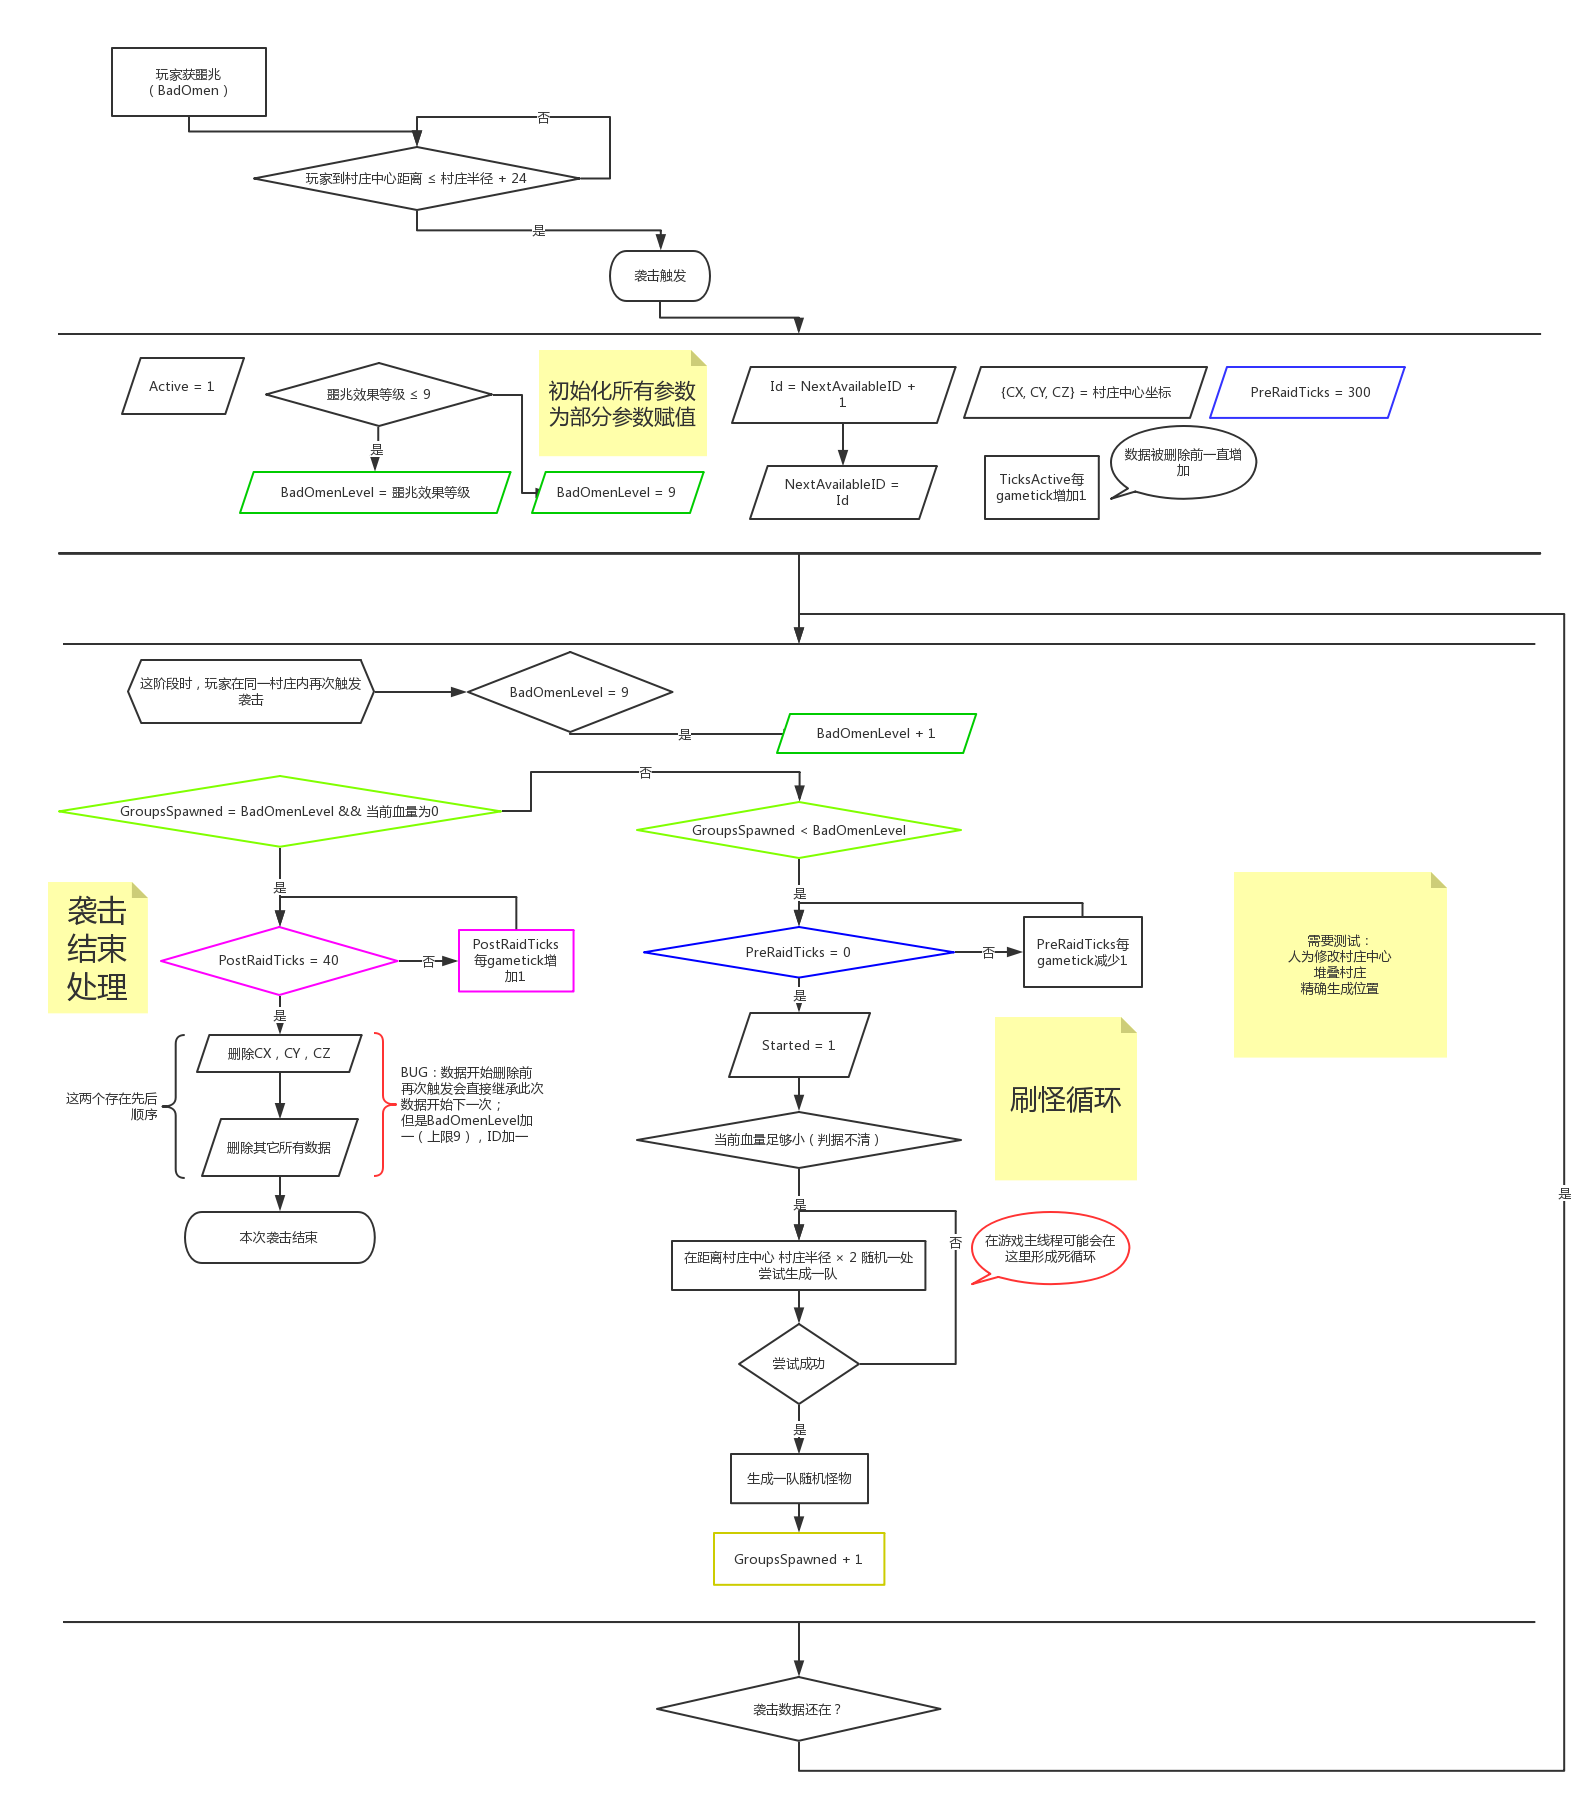 玩家获噩兆
（BadOmen）
否
玩家到村庄中心距离 ≤ 村庄半径 + 24
是
袭击触发
Active = 1
噩兆效果等级 ≤ 9
是
BadOmenLevel = 噩兆效果等级
BadOmenLevel = 9
初始化所有参数
为部分参数赋值
Id = NextAvailableID +
1
NextAvailableID =
Id
{CX, CY, CZ} = 村庄中心坐标
PreRaidTicks = 300
TicksActive每
gametick增加1
数据被删除前一直增
加
这阶段时，玩家在同一村庄内再次触发
袭击
BadOmenLevel = 9
是
BadOmenLevel + 1
GroupsSpawned = BadOmenLevel && 当前血量为0
否
GroupsSpawned < BadOmenLevel
是
是
袭击
结束
处理
PostRaidTicks = 40
否
PostRaidTicks
每gametick增
加1
PreRaidTicks = 0
否
PreRaidTicks每
gametick减少1
需要测试：
人为修改村庄中心
堆叠村庄
精确生成位置
是
是
删除CX，CY，CZ
Started = 1
这两个存在先后
顺序
BUG：数据开始删除前
再次触发会直接继承此次
数据开始下一次；
但是BadOmenLevel加
一（上限9），ID加一
刷怪循环
删除其它所有数据
当前血量足够小（判据不清）
是
是
本次袭击结束
否
在距离村庄中心 村庄半径 × 2 随机一处
尝试生成一队
在游戏主线程可能会在
这里形成死循环
尝试成功
是
生成一队随机怪物
GroupsSpawned + 1
袭击数据还在？